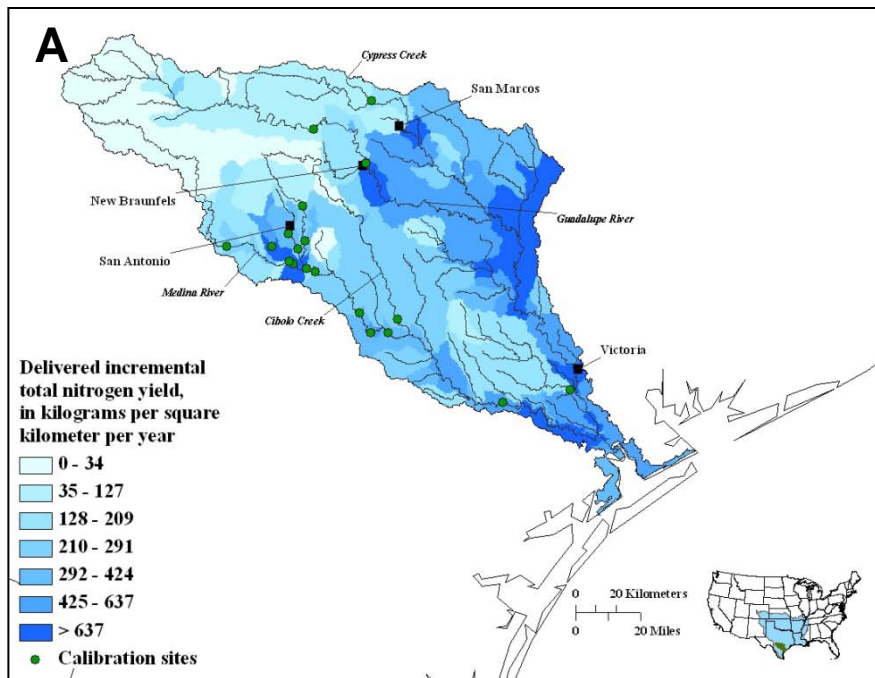 A
Cypress Creek
San Marcos
New Braunfels
Guadalupe River
San Antonio
Medina River
Cibolo Creek
Victoria
Delivered incremental
total nitrogen yield,
in kilograms per square
kilometer per year
0 - 34
35 - 127
128 - 209
210 - 291
292 - 424
425 - 637
> 637
Calibration sites
0 20 Kilometers
0 20 Miles